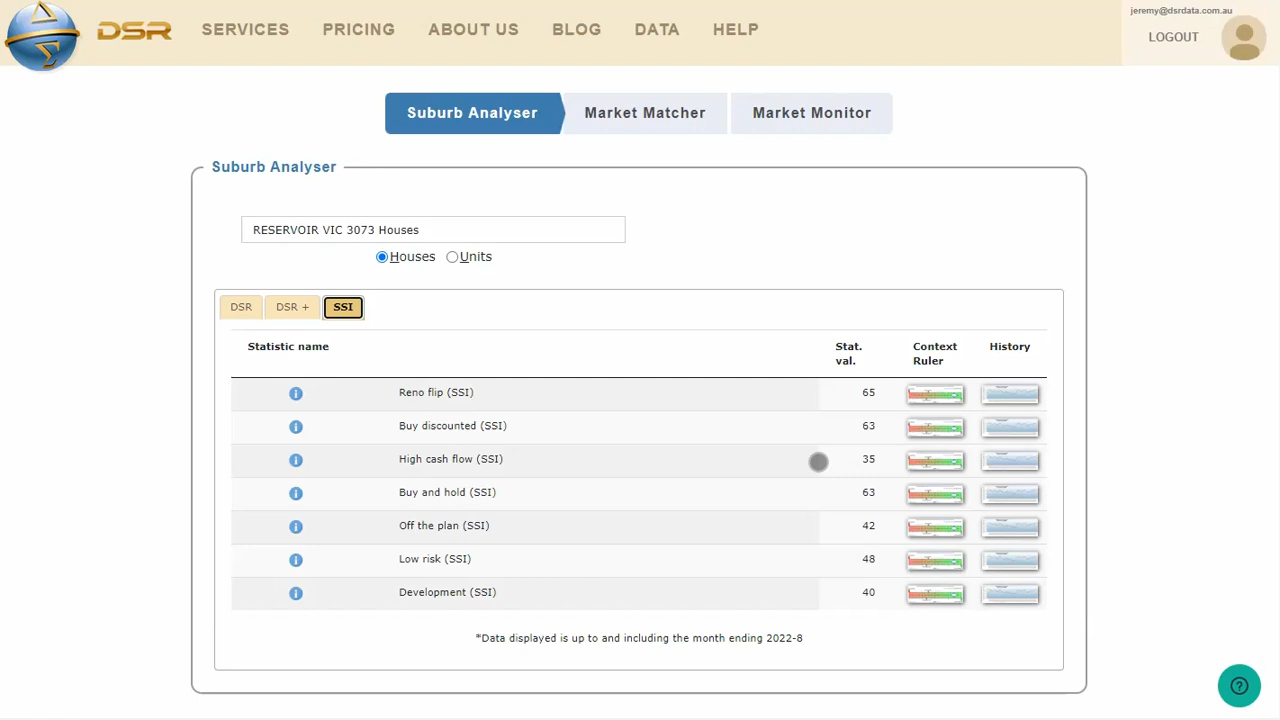 jeremy@dsrdata.com.au
DSR
SERVICES
PRICING
ABOUT US
BLOG
DATA
HELP
LOGOUT
Suburb Analyser
Market Matcher
Market Monitor
Suburb Analyser
RESERVOIR VIC 3073 Houses
Houses
Units
DSR
DSR +
SSI
Statistic name
Stat. val.
Context Ruler
History
Reno flip (SSI) 65
Buy discounted (SSI) 63
High cash flow (SSI) 35
Buy and hold (SSI) 63
Off the plan (SSI) 42
Low risk (SSI) 48
Development (SSI) 40
*Data displayed is up to and including the month ending 2022-8